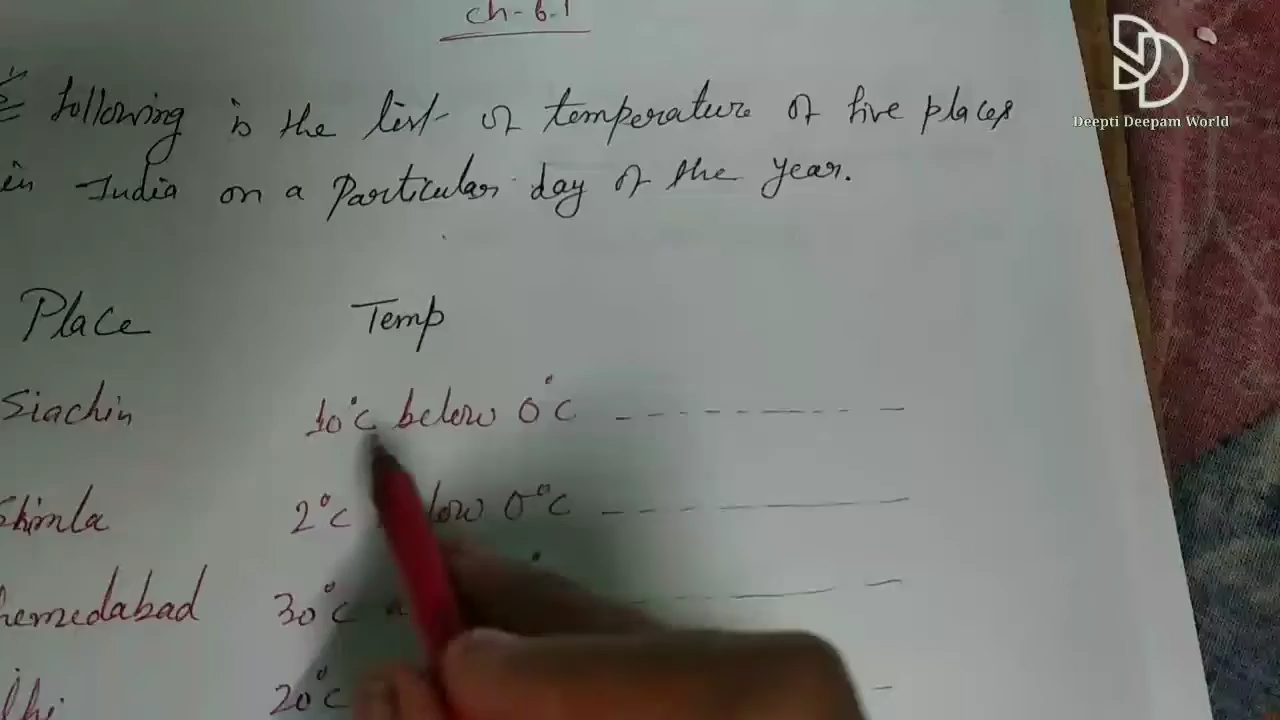 Ch-6.1
following is the list of temperature of five places
in India on a Particular day of the year.
Place Temp
Siachin 10°C below 0°C
Shimla 2°C 0°C
30°C
20°C
Deepti Deepam World